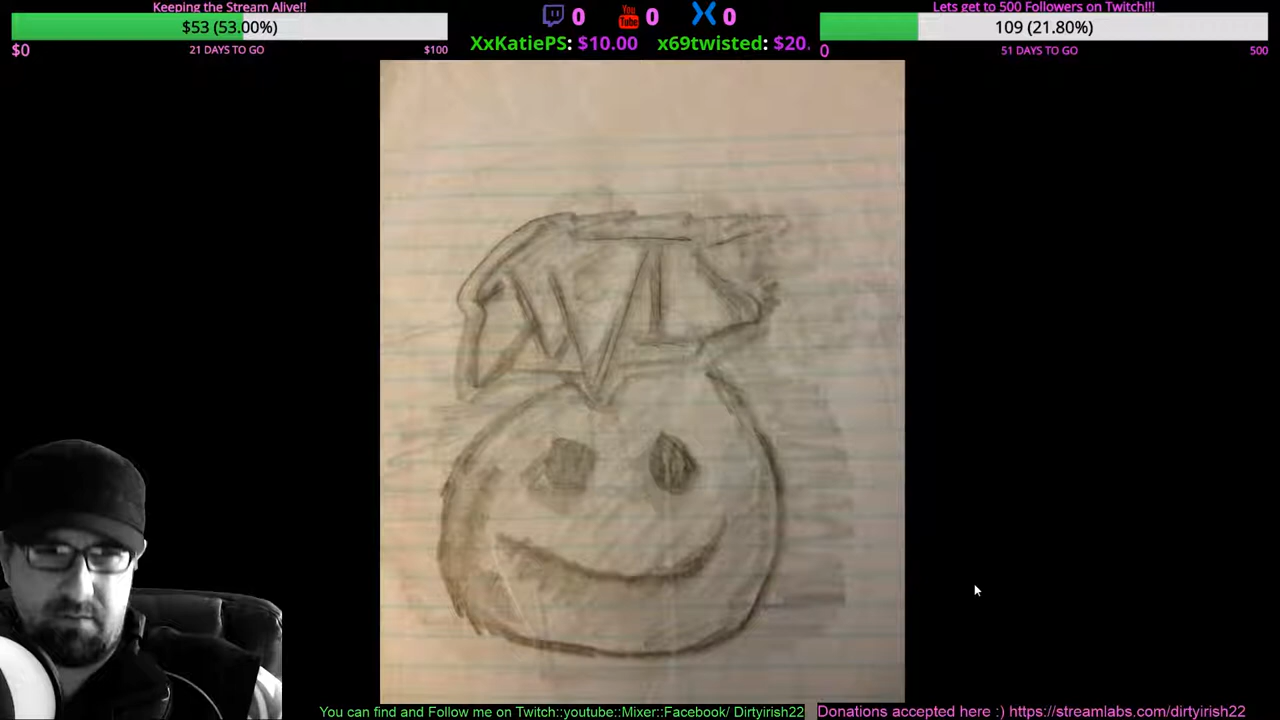 Keeping the Stream Alive!!
$53 (53.00%)
$0
21 DAYS TO GO
$100
0
You Tube
0
0
XxKatiePS: $10.00 x69twisted: $20.
Lets get to 500 Followers on Twitch!!!
109 (21.80%)
0
51 DAYS TO GO
500
You can find and Follow me on Twitch::youtube::Mixer::Facebook/ Dirtyirish22
Donations accepted here :) https://streamlabs.com/dirtyirish22